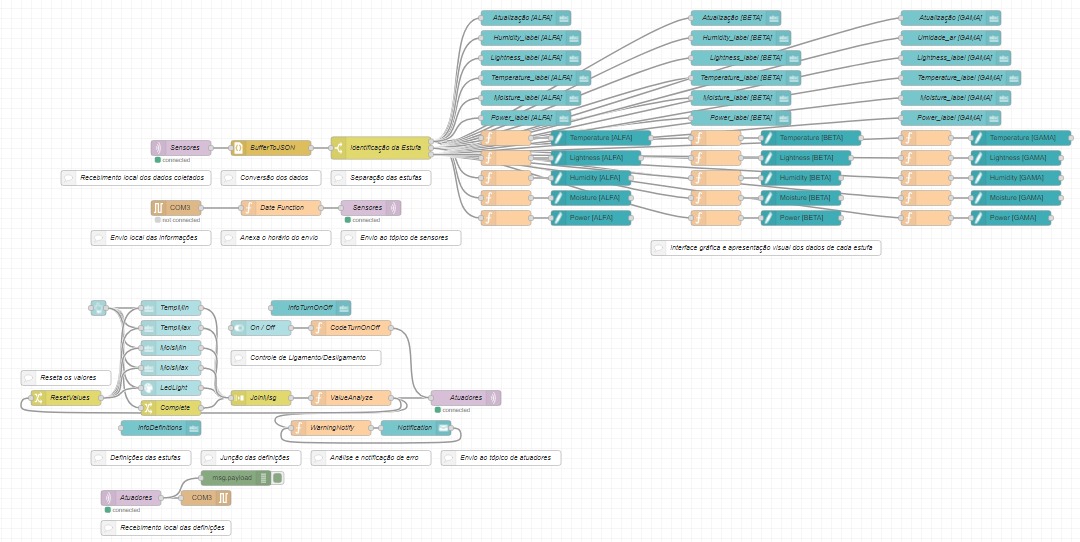 Atualização [ALFA] Atualização [BETA] Atualização [GAMA]
Humidity_label [ALFA] Humidity_label [BETA] Umidade_ar [GAMA]
Lightness_label [ALFA] Lightness_label [BETA] Lightness_label [GAMA]
Temperature_label [ALFA] Temperature_label [BETA] Temperature_label [GAMA]
Moisture_label [ALFA] Moisture_label [BETA] Moisture_label [GAMA]
Power_label [ALFA] Power_label [BETA] Power_label [GAMA]
Temperature [ALFA] Temperature [BETA] Temperature [GAMA]
Sensores BufferToJSON Identificação da Estufa
Lightness [ALFA] Lightness [BETA] Lightness [GAMA]
connected
Recebimento local dos dados coletados Conversão dos dados Separação das estufas
Humidity [ALFA] Humidity [BETA] Humidity [GAMA]
Moisture [ALFA] Moisture [BETA] Moisture [GAMA]
COM3 Date Function Sensores
Power [ALFA] Power [BETA] Power [GAMA]
not connected connected
Envio local das informações Anexa o horário do envio Envio ao tópico de sensores
Interface gráfica e apresentação visual dos dados de cada estufa
TempMin InfoTurnOnOff
TempMax On / Off CodeTurnOnOff
MoisMin
Controle de Ligamento/Desligamento
MoisMax
Reseta os valores
LedLight
ResetValues JoinMsg ValueAnalyze Atuadores
Complete connected
InfoDefinitions WarningNotify Notification
Definições das estufas Junção das definições Análise e notificação de erro Envio ao tópico de atuadores
msg.payload
Atuadores COM3
connected
Recebimento local das definições